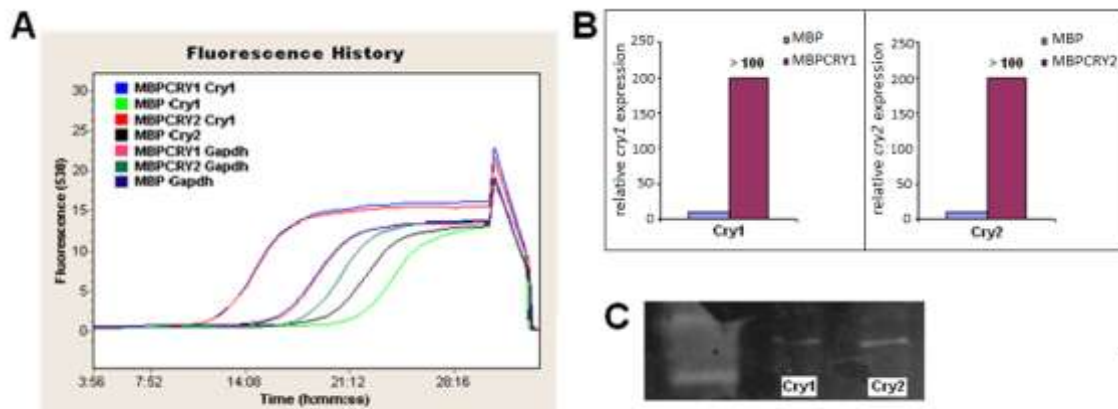 A
Fluorescence History
Fluorescence (530)
30
25
20
15
10
5
0
MBPCRY1 Cry1
MBP Cry1
MBPCRY2 Cry1
MBP Cry2
MBPCRY1 Gapdh
MBPCRY2 Gapdh
MBP Gapdh
3:56 7:52 14:08 21:12 28:16
Time (h:mm:ss)
B
relative cry1 expression
250
200
150
100
50
0
> 100
MBP
MBPCRY1
Cry1
relative cry2 expression
250
200
150
100
50
0
> 100
MBP
MBPCRY2
Cry2
C
Cry1 Cry2